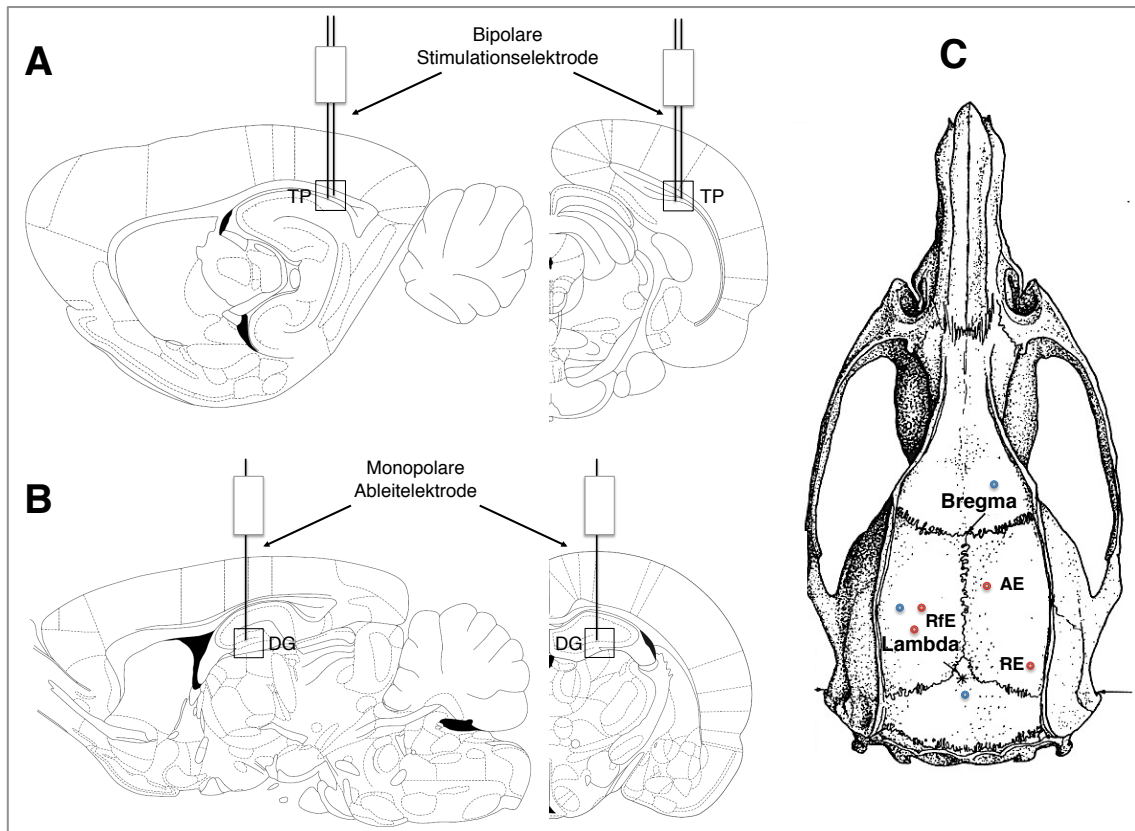 A
Bipolare
Stimulationselektrode
TP
TP
B
Monopolare
Ableitelektrode
DG
DG
C
Bregma
AE
RfE
Lambda
RE